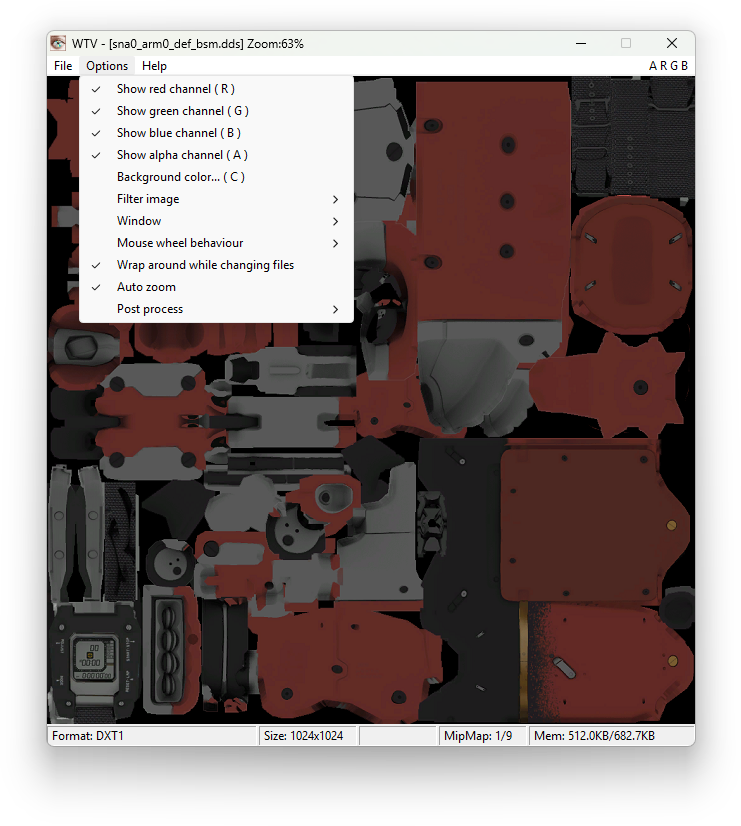 WTV - [sna0_arm0_def_bsm.dds] Zoom:63%
File Options Help A R G B
Show red channel ( R )
Show green channel ( G )
Show blue channel ( B )
Show alpha channel ( A )
Background color... ( C )
Filter image
Window
Mouse wheel behaviour
Wrap around while changing files
Auto zoom
Post process
Format: DXT1 Size: 1024x1024 MipMap: 1/9 Mem: 512.0KB/682.7KB